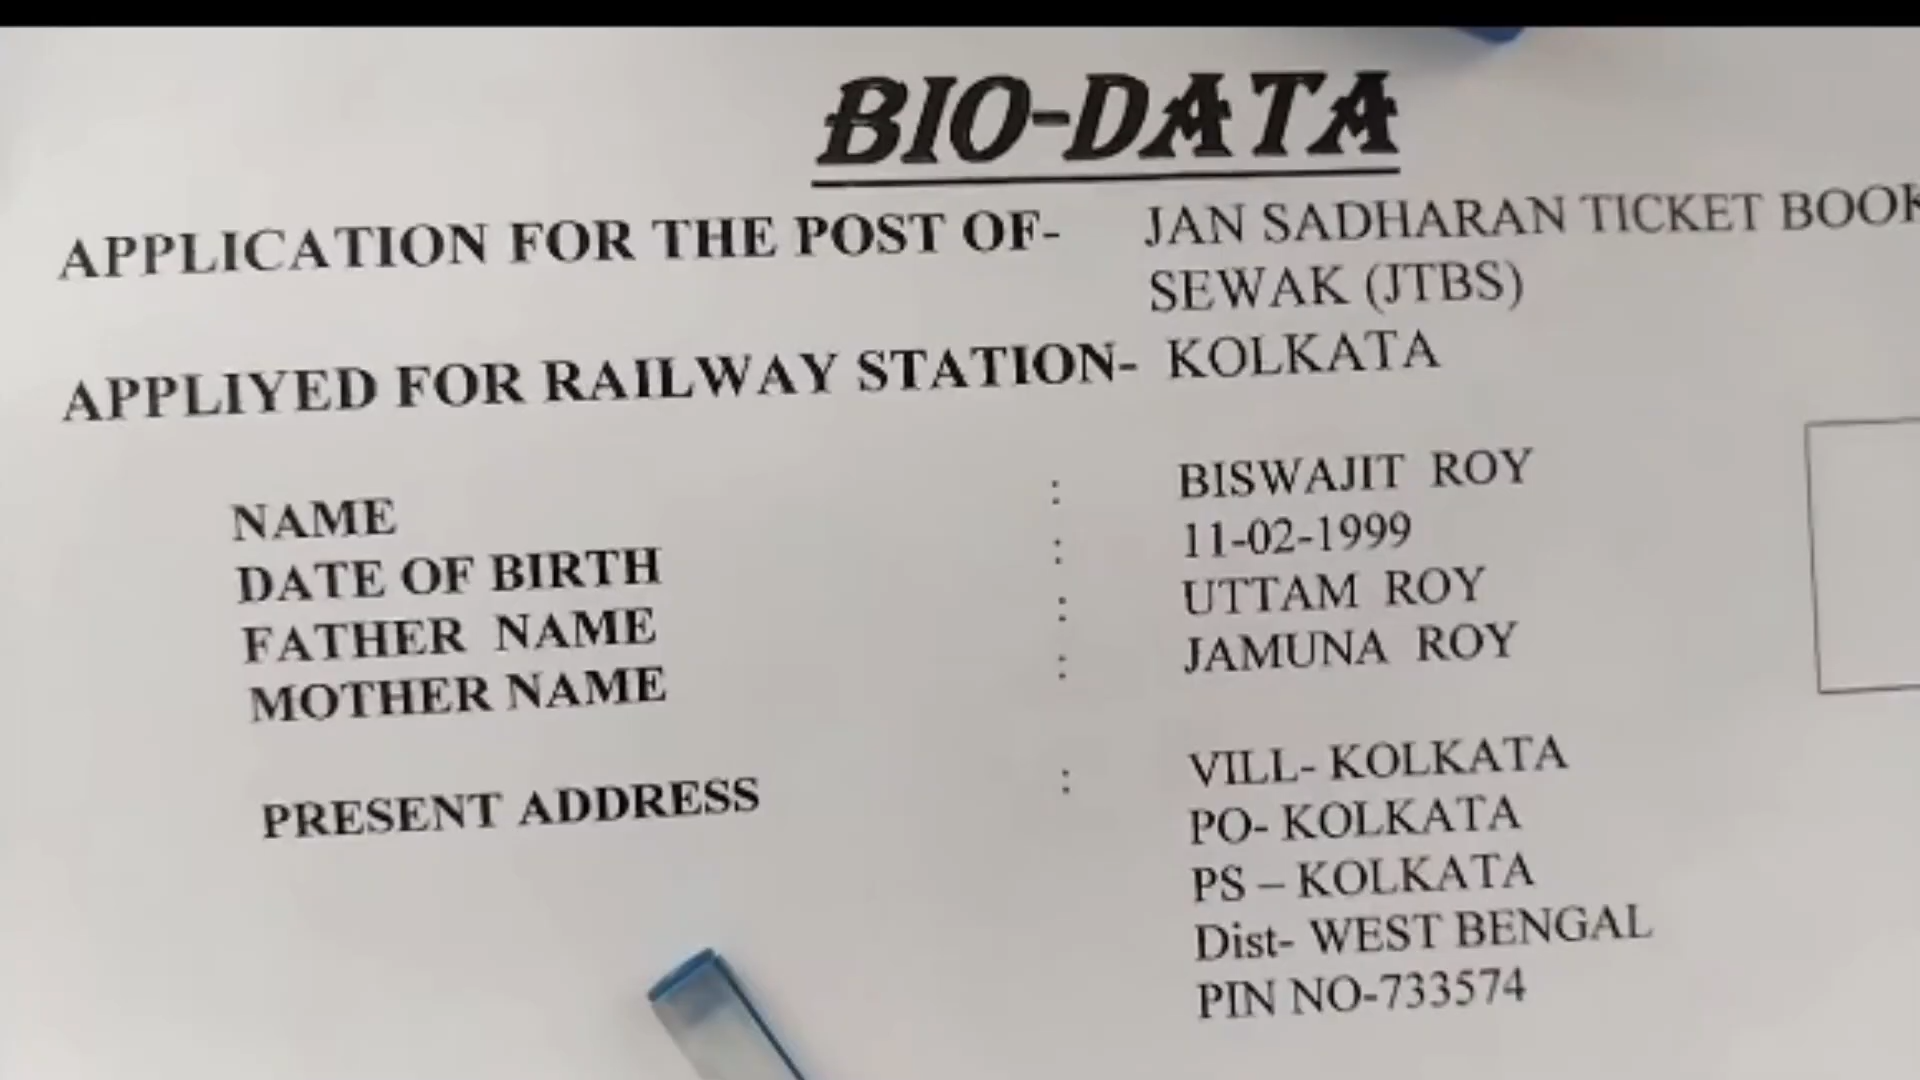 BIO-DATA
APPLICATION FOR THE POST OF- JAN SADHARAN TICKET
SEWAK (JTBS)
APPLIYED FOR RAILWAY STATION- KOLKATA
NAME : BISWAJIT ROY
DATE OF BIRTH : 11-02-1999
FATHER NAME : UTTAM ROY
MOTHER NAME : JAMUNA ROY
PRESENT ADDRESS : VILL- KOLKATA
PO- KOLKATA
PS – KOLKATA
Dist- WEST BENGAL
PIN NO-733574